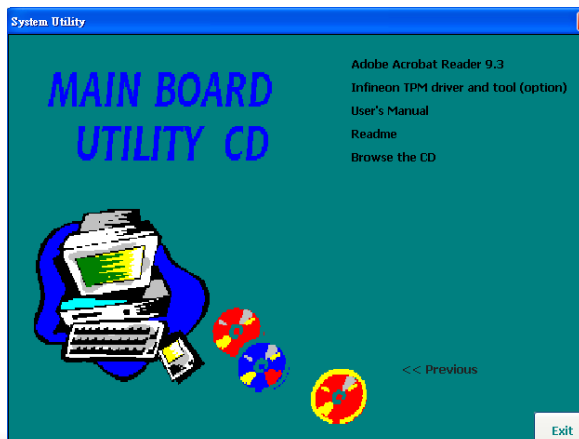 System Utility
MAIN BOARD
UTILITY CD
Adobe Acrobat Reader 9.3
Infineon TPM driver and tool (option)
User's Manual
Readme
Browse the CD
<< Previous
Exit